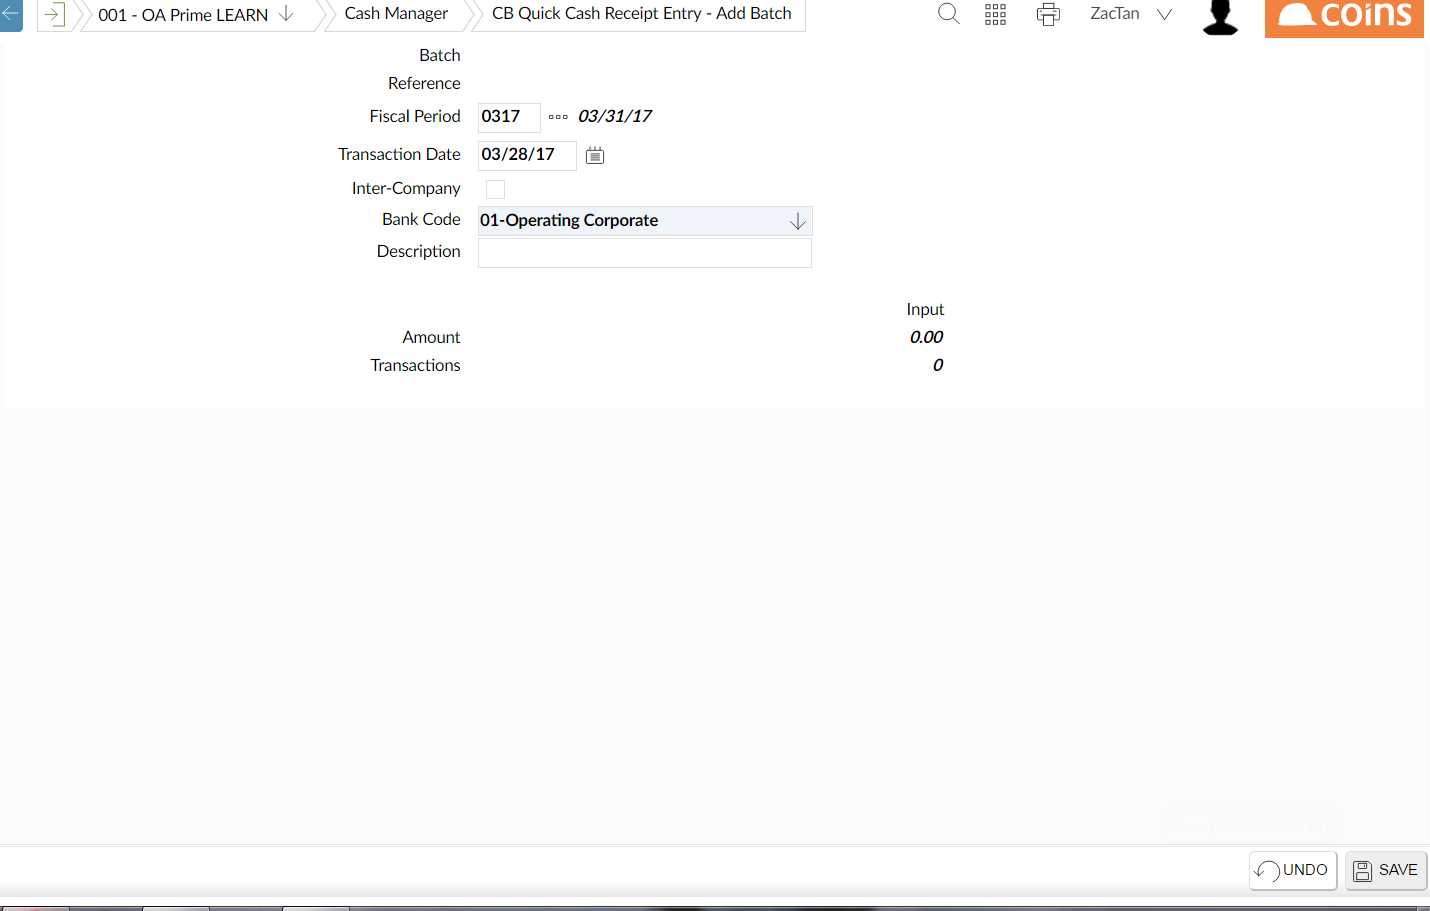 001 - OA Prime LEARN
Cash Manager
CB Quick Cash Receipt Entry - Add Batch
ZacTan
coins
Batch
Reference
Fiscal Period 0317 03/31/17
Transaction Date 03/28/17
Inter-Company
Bank Code 01-Operating Corporate
Description
Input
Amount 0.00
Transactions 0
UNDO
SAVE